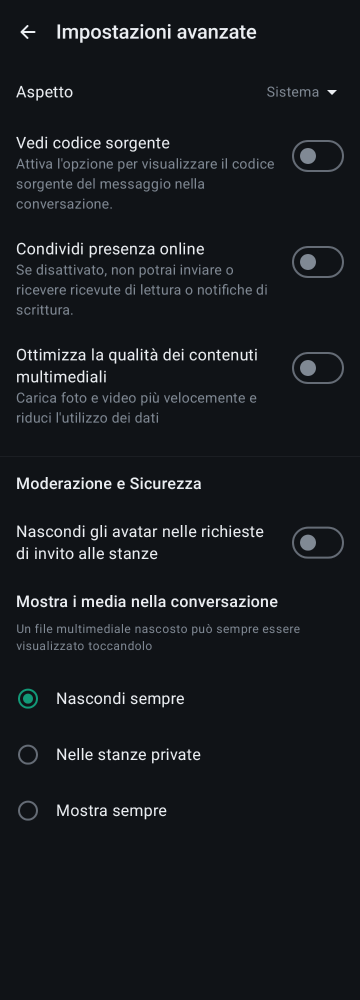 Impostazioni avanzate
Aspetto
Sistema
Vedi codice sorgente
Attiva l'opzione per visualizzare il codice
sorgente del messaggio nella
conversazione.
Condividi presenza online
Se disattivato, non potrai inviare o
ricevere ricevute di lettura o notifiche di
scrittura.
Ottimizza la qualità dei contenuti
multimediali
Carica foto e video più velocemente e
riduci l'utilizzo dei dati
Moderazione e Sicurezza
Nascondi gli avatar nelle richieste
di invito alle stanze
Mostra i media nella conversazione
Un file multimediale nascosto può sempre essere
visualizzato toccandolo
Nascondi sempre
Nelle stanze private
Mostra sempre